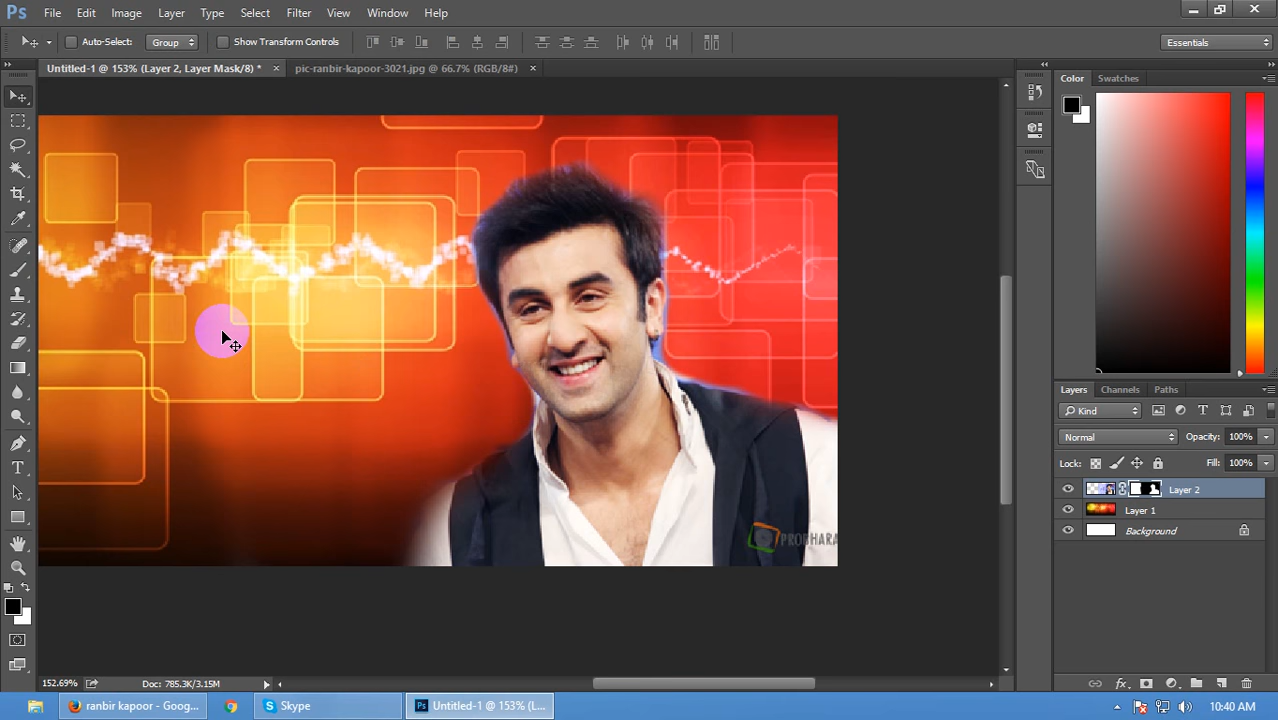 Ps File Edit Image Layer Type Select Filter View Window Help
Auto-Select: Group Show Transform Controls Essentials
Untitled-1 @ 153% (Layer 2, Layer Mask/8) * × pic-ranbir-kapoor-3021.jpg @ 66.7% (RGB/8#) ×
Color Swatches
Layers Channels Paths
Kind
Normal Opacity: 100%
Lock: Fill: 100%
Layer 2
Layer 1
Background
152.69% Doc: 785.3K/3.15M
ranbir kapoor - Goog... Skype Untitled-1 @ 153% (L... 10:40 AM